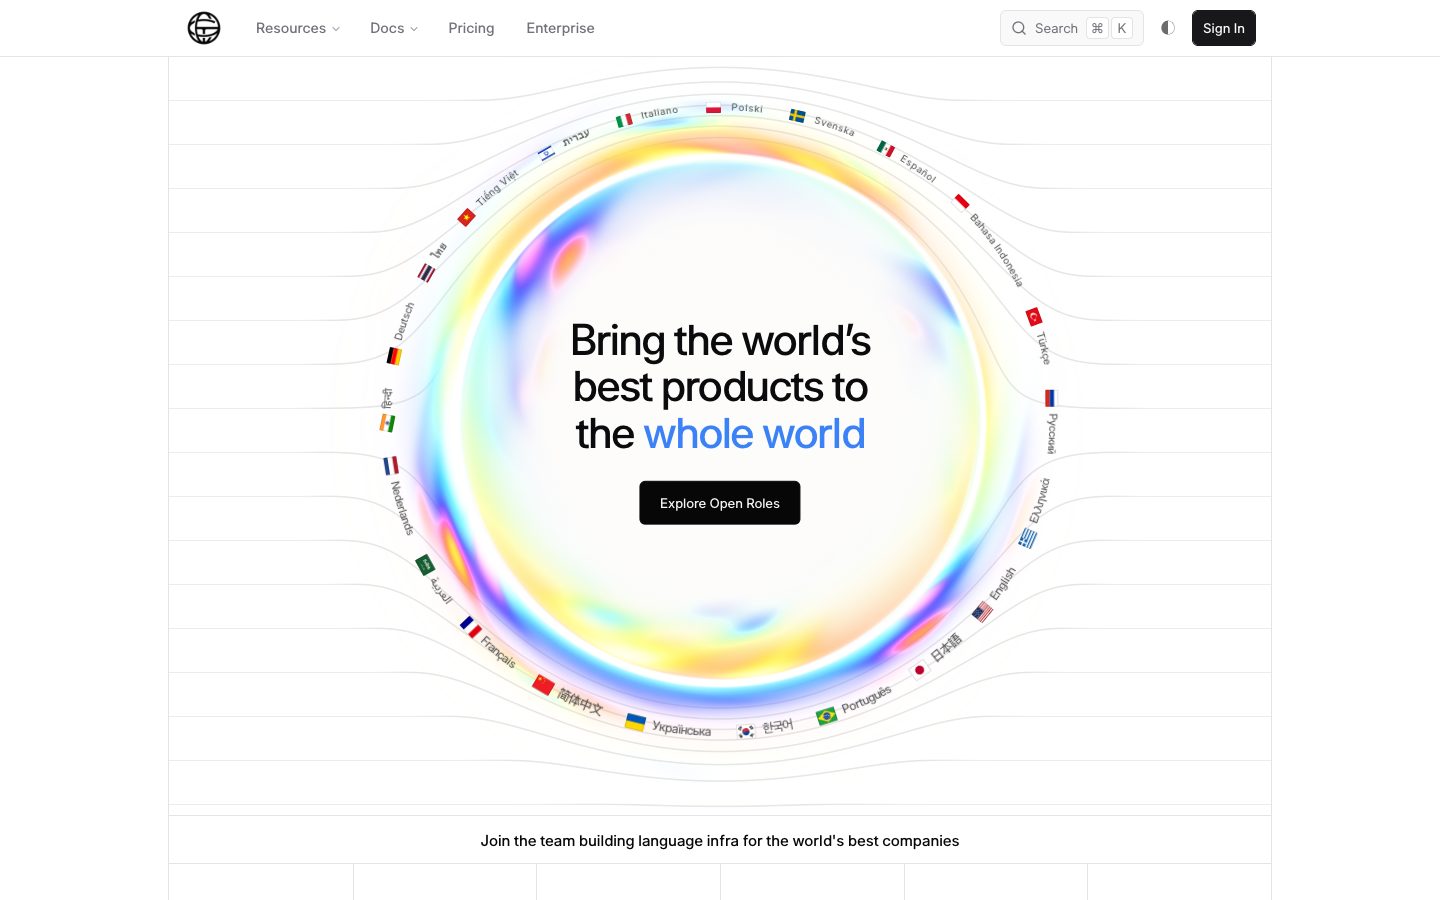 Resources
Docs
Pricing
Enterprise
Search ⌘ K
Sign In
Italiano
Polski
Svenska
Español
Bahasa Indonesia
Türkçe
Русский
Ελληνικά
English
日本語
Português
한국어
Українська
简体中文
Français
العربية
Nederlands
हिन्दी
Deutsch
ไทย
Tiếng Việt
עברית
Bring the world’s
best products to
the whole world
Explore Open Roles
Join the team building language infra for the world's best companies